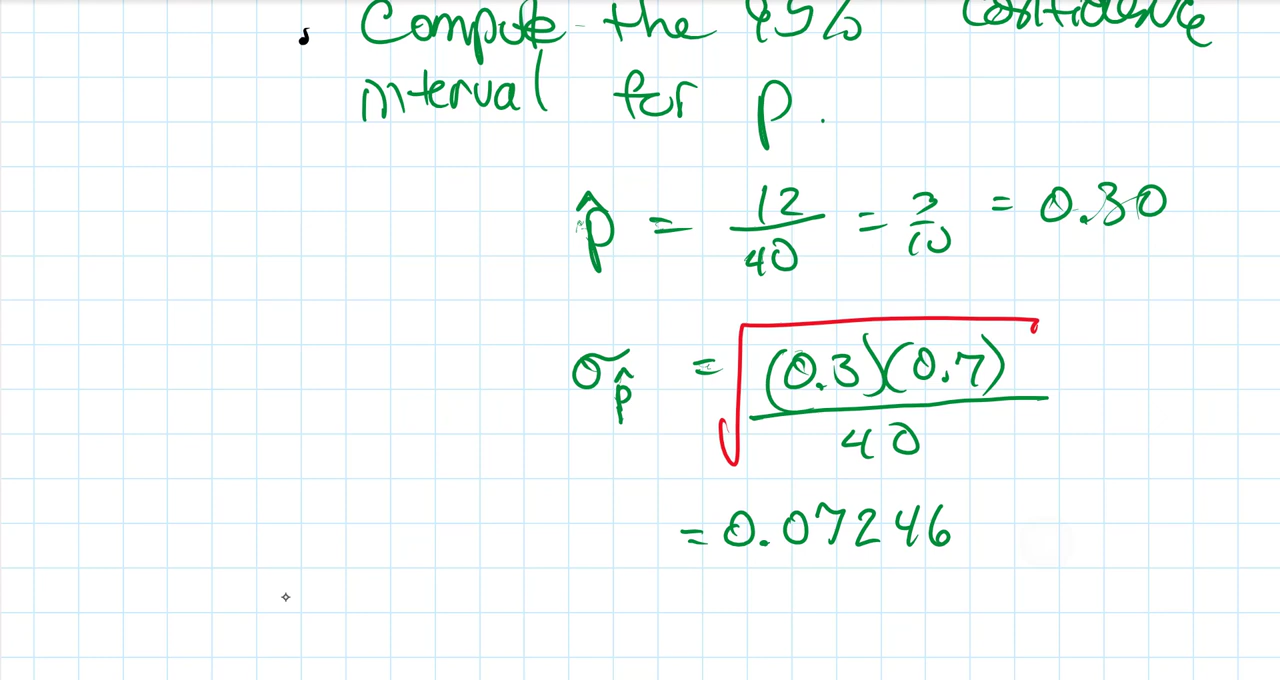 Compute the 95% confidence
interval for p.
p̂ = 12/40 = 3/10 = 0.30
σ_p̂ = √((0.3)(0.7)/40)
= 0.07246